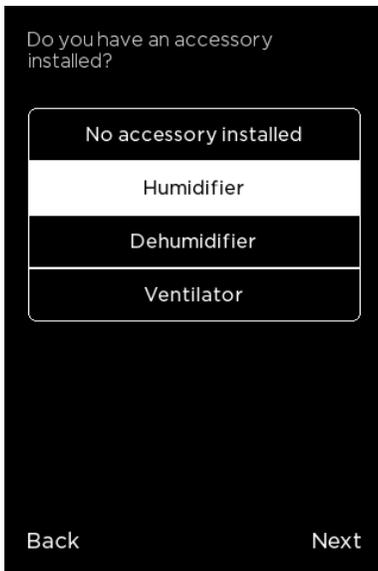 Do you have an accessory
installed?
No accessory installed
Humidifier
Dehumidifier
Ventilator
Back
Next